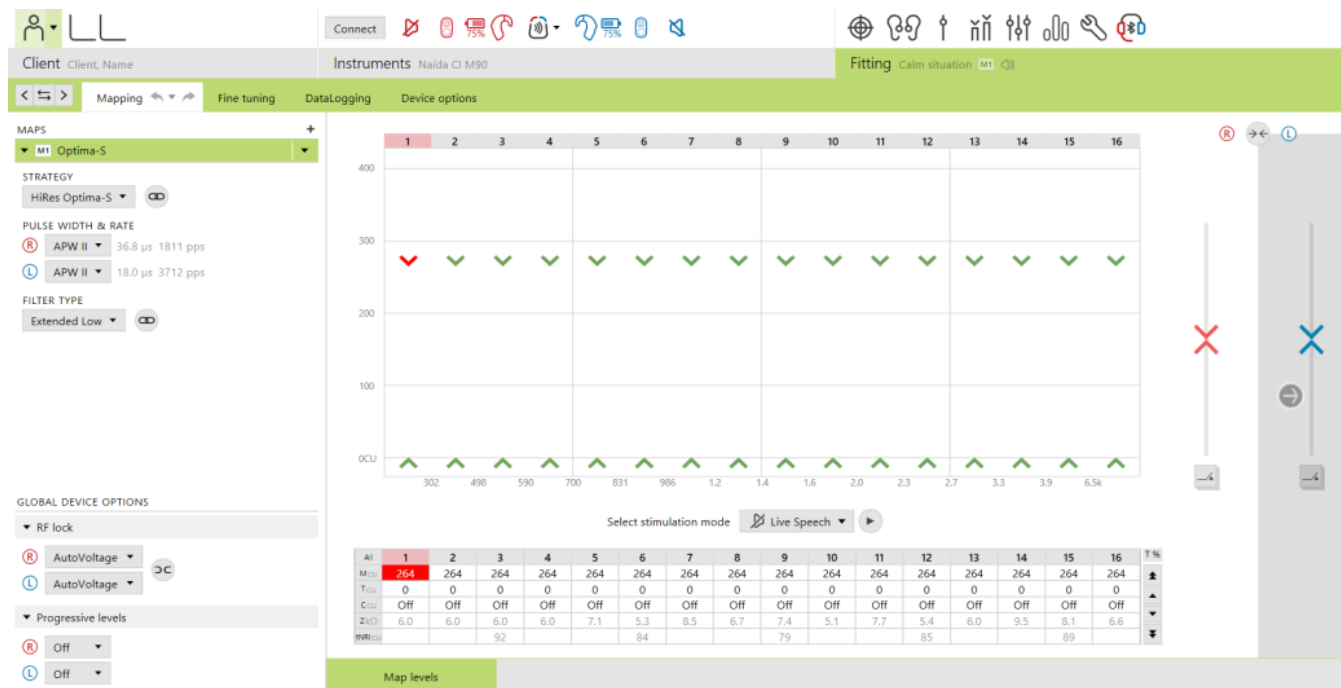 Connect 75% 75%
Client Client, Name Instruments Naída CI M90 Fitting Calm situation M1
Mapping Fine tuning DataLogging Device options
MAPS +
M1 Optima-S
STRATEGY
HiRes Optima-S
PULSE WIDTH & RATE
R APW II 36.8 µs 1811 pps
L APW II 18.0 µs 3712 pps
FILTER TYPE
Extended Low
GLOBAL DEVICE OPTIONS
RF lock
R AutoVoltage
L AutoVoltage
Progressive levels
R Off
L Off
1 2 3 4 5 6 7 8 9 10 11 12 13 14 15 16
R L
400
300
200
100
0CU
302 498 590 700 831 986 1.2 1.4 1.6 2.0 2.3 2.7 3.3 3.9 6.5k
Select stimulation mode Live Speech
All 1 2 3 4 5 6 7 8 9 10 11 12 13 14 15 16 T %
M CU 264 264 264 264 264 264 264 264 264 264 264 264 264 264 264 264
T CU 0 0 0 0 0 0 0 0 0 0 0 0 0 0 0 0
C CU Off Off Off Off Off Off Off Off Off Off Off Off Off Off Off Off
Z kΩ 6.0 6.0 6.0 6.0 7.1 5.3 8.5 6.7 7.4 5.1 7.7 5.4 6.0 9.5 8.1 6.6
tNRI CU 92 84 79 85 89
Map levels